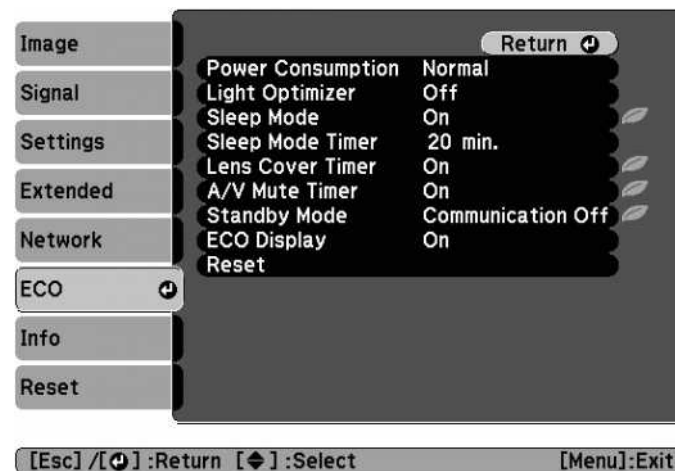 Image
Signal
Settings
Extended
Network
ECO
Info
Reset
Return
Power Consumption Normal
Light Optimizer Off
Sleep Mode On
Sleep Mode Timer 20 min.
Lens Cover Timer On
A/V Mute Timer On
Standby Mode Communication Off
ECO Display On
Reset
[Esc] /[ ] :Return [ ] :Select [Menu]:Exit